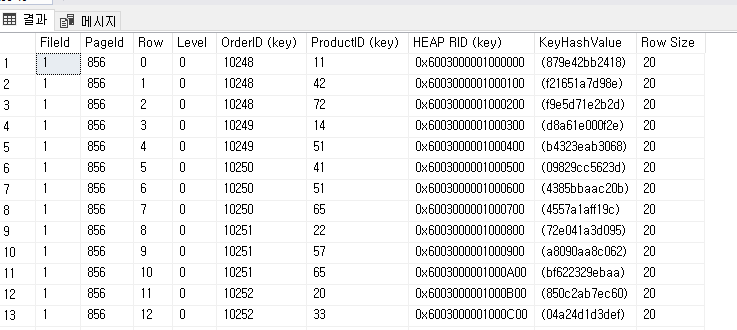 결과 메시지
FileId PageId Row Level OrderID (key) ProductID (key) HEAP RID (key) KeyHashValue Row Size
1 1 856 0 0 10248 11 0x6003000001000000 (879e42bb2418) 20
2 1 856 1 0 10248 42 0x6003000001000100 (f21651a7d98e) 20
3 1 856 2 0 10248 72 0x6003000001000200 (f9e5d71e2b2d) 20
4 1 856 3 0 10249 14 0x6003000001000300 (d8a61e000f2e) 20
5 1 856 4 0 10249 51 0x6003000001000400 (b4323eab3068) 20
6 1 856 5 0 10250 41 0x6003000001000500 (09829cc5623d) 20
7 1 856 6 0 10250 51 0x6003000001000600 (4385bbaac20b) 20
8 1 856 7 0 10250 65 0x6003000001000700 (4557a1aff19c) 20
9 1 856 8 0 10251 22 0x6003000001000800 (72e041a3d095) 20
10 1 856 9 0 10251 57 0x6003000001000900 (a8090aa8c062) 20
11 1 856 10 0 10251 65 0x6003000001000A00 (bf622329ebaa) 20
12 1 856 11 0 10252 20 0x6003000001000B00 (850c2ab7ec60) 20
13 1 856 12 0 10252 33 0x6003000001000C00 (04a24d1d3def) 20